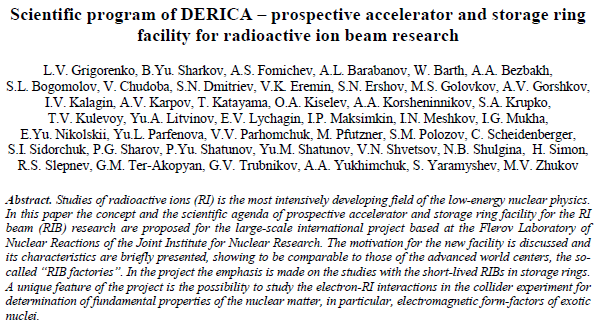 Scientific program of DERICA – prospective accelerator and storage ring
facility for radioactive ion beam research
L.V. Grigorenko, B.Yu. Sharkov, A.S. Fomichev, A.L. Barabanov, W. Barth, A.A. Bezbakh,
S.L. Bogomolov, V. Chudoba, S.N. Dmitriev, V.K. Eremin, S.N. Ershov, M.S. Golovkov, A.V. Gorshkov,
I.V. Kalagin, A.V. Karpov, T. Katayama, O.A. Kiselev, A.A. Korsheninnikov, S.A. Krupko,
T.V. Kulevoy, Yu.A. Litvinov, E.V. Lychagin, I.P. Maksimkin, I.N. Meshkov, I.G. Mukha,
E.Yu. Nikolskii, Yu.L. Parfenova, V.V. Parhomchuk, M. Pfutzner, S.M. Polozov, C. Scheidenberger,
S.I. Sidorchuk, P.G. Sharov, P.Yu. Shatunov, Yu.M. Shatunov, V.N. Shvetsov, N.B. Shulgina, H. Simon,
R.S. Slepnev, G.M. Ter-Akopyan, G.V. Trubnikov, A.A. Yukhimchuk, S. Yaramyshev, M.V. Zhukov
Abstract. Studies of radioactive ions (RI) is the most intensively developing field of the low-energy nuclear physics.
In this paper the concept and the scientific agenda of prospective accelerator and storage ring facility for the RI
beam (RIB) research are proposed for the large-scale international project based at the Flerov Laboratory of
Nuclear Reactions of the Joint Institute for Nuclear Research. The motivation for the new facility is discussed and
its characteristics are briefly presented, showing to be comparable to those of the advanced world centers, the so-
called “RIB factories”. In the project the emphasis is made on the studies with the short-lived RIBs in storage rings.
A unique feature of the project is the possibility to study the electron-RI interactions in the collider experiment for
determination of fundamental properties of the nuclear matter, in particular, electromagnetic form-factors of exotic
nuclei.